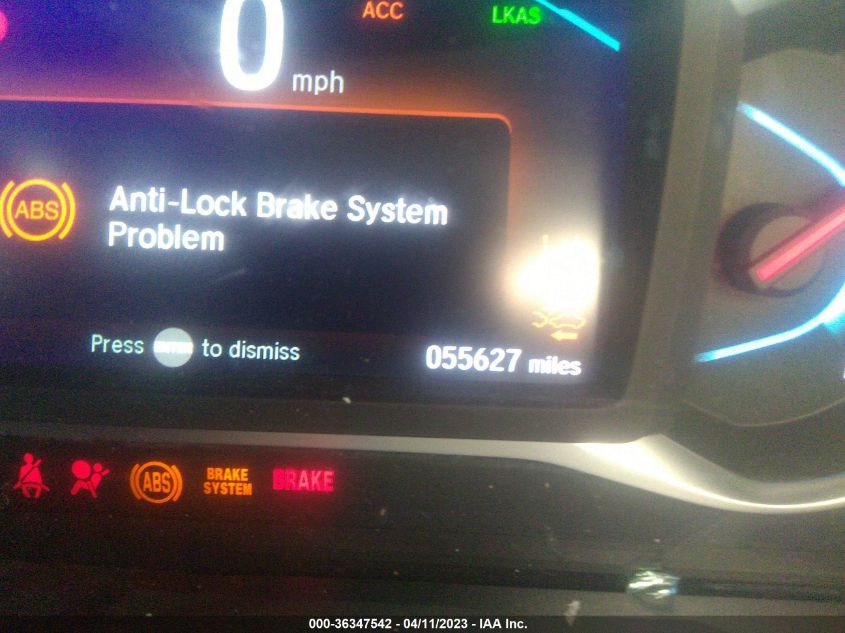 ACC
LKAS
0 mph
ABS
Anti-Lock Brake System
Problem
Press ENTER to dismiss
055627 miles
ABS
BRAKE
SYSTEM
BRAKE
000-36347542 - 04/11/2023 - IAA Inc.